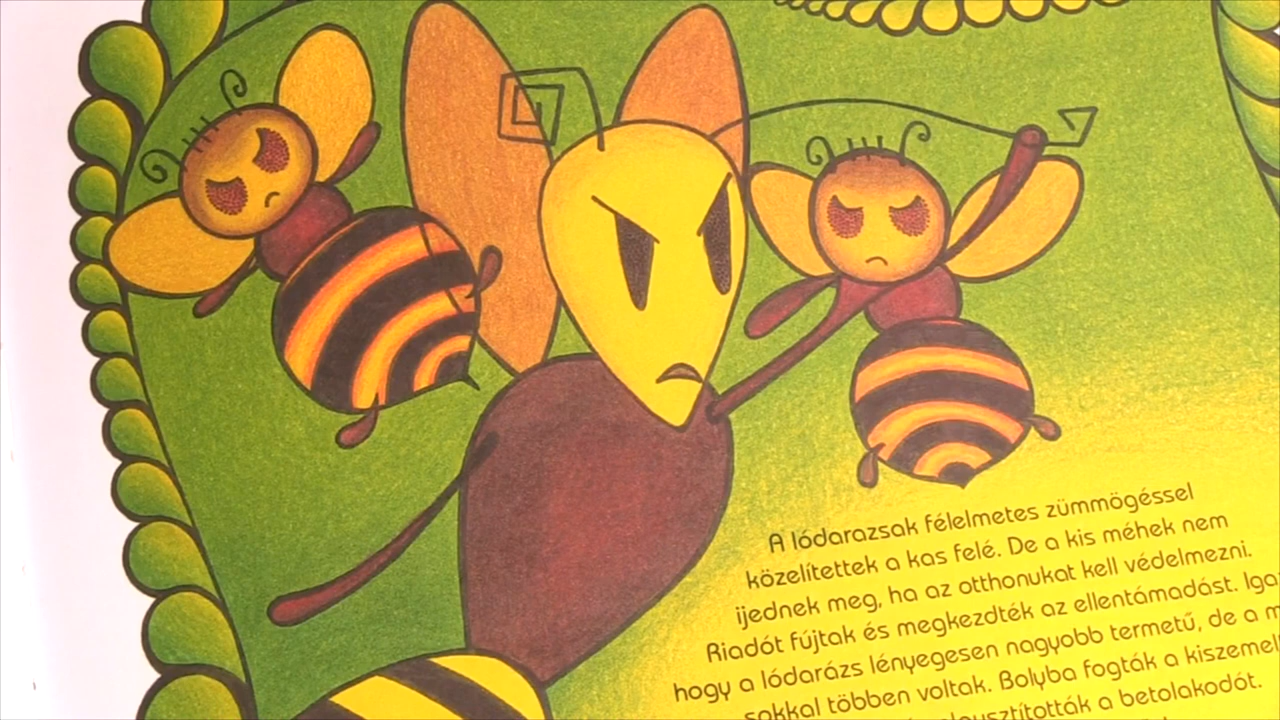 A lódarazsak félelmetes zümmögéssel
közelítettek a kas felé. De a kis méhek nem
ijednek meg, ha az otthonukat kell védelmezni.
Riadót fújtak és megkezdték az ellentámadást.
hogy a lódarázs lényegesen nagyobb termetű, de a
sokkal többen voltak. Bolyba fogták a
a betolakodót.